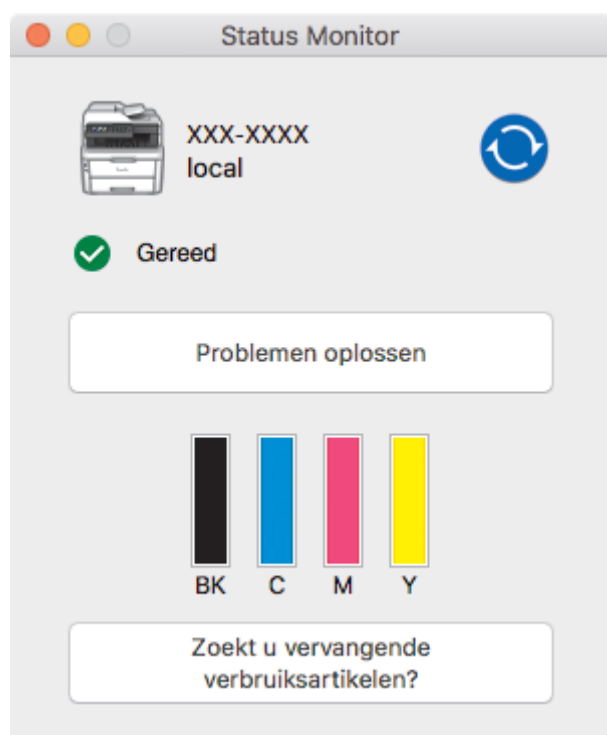 Status Monitor
XXX-XXXX
local
Gereed
Problemen oplossen
BK C M Y
Zoekt u vervangende
verbruiksartikelen?